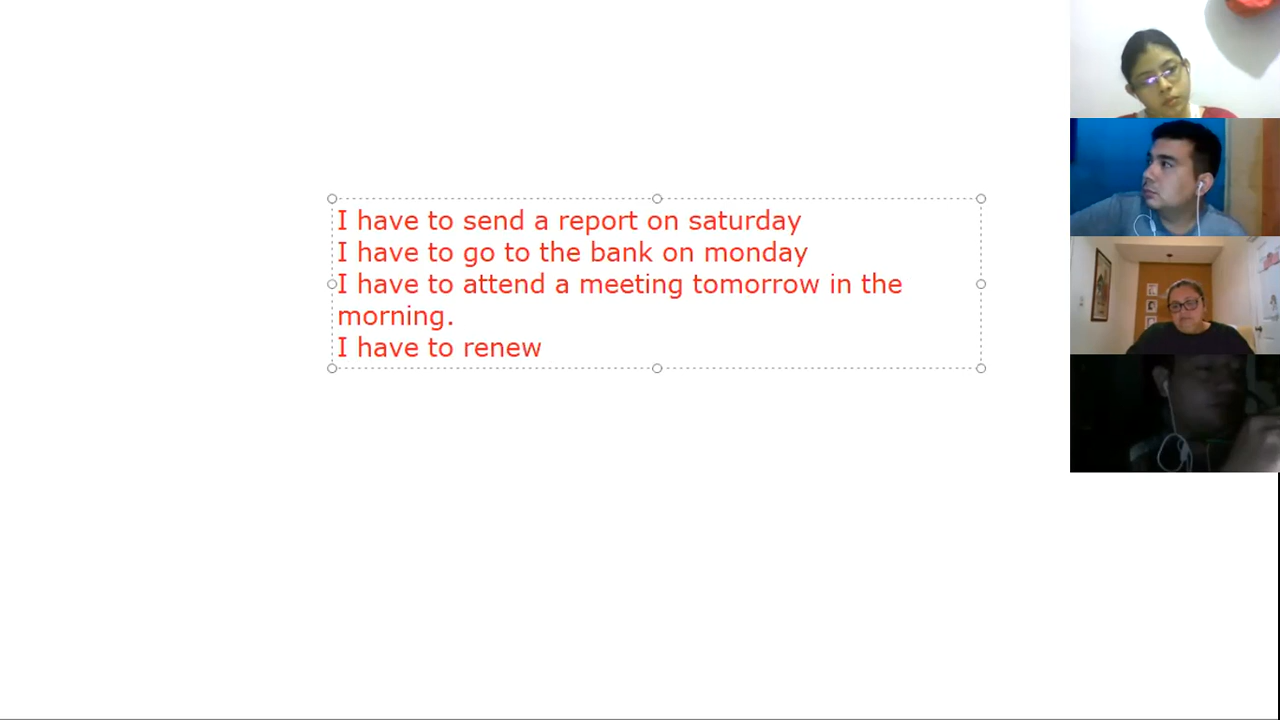 I have to send a report on saturday
I have to go to the bank on monday
I have to attend a meeting tomorrow in the
morning.
I have to renew